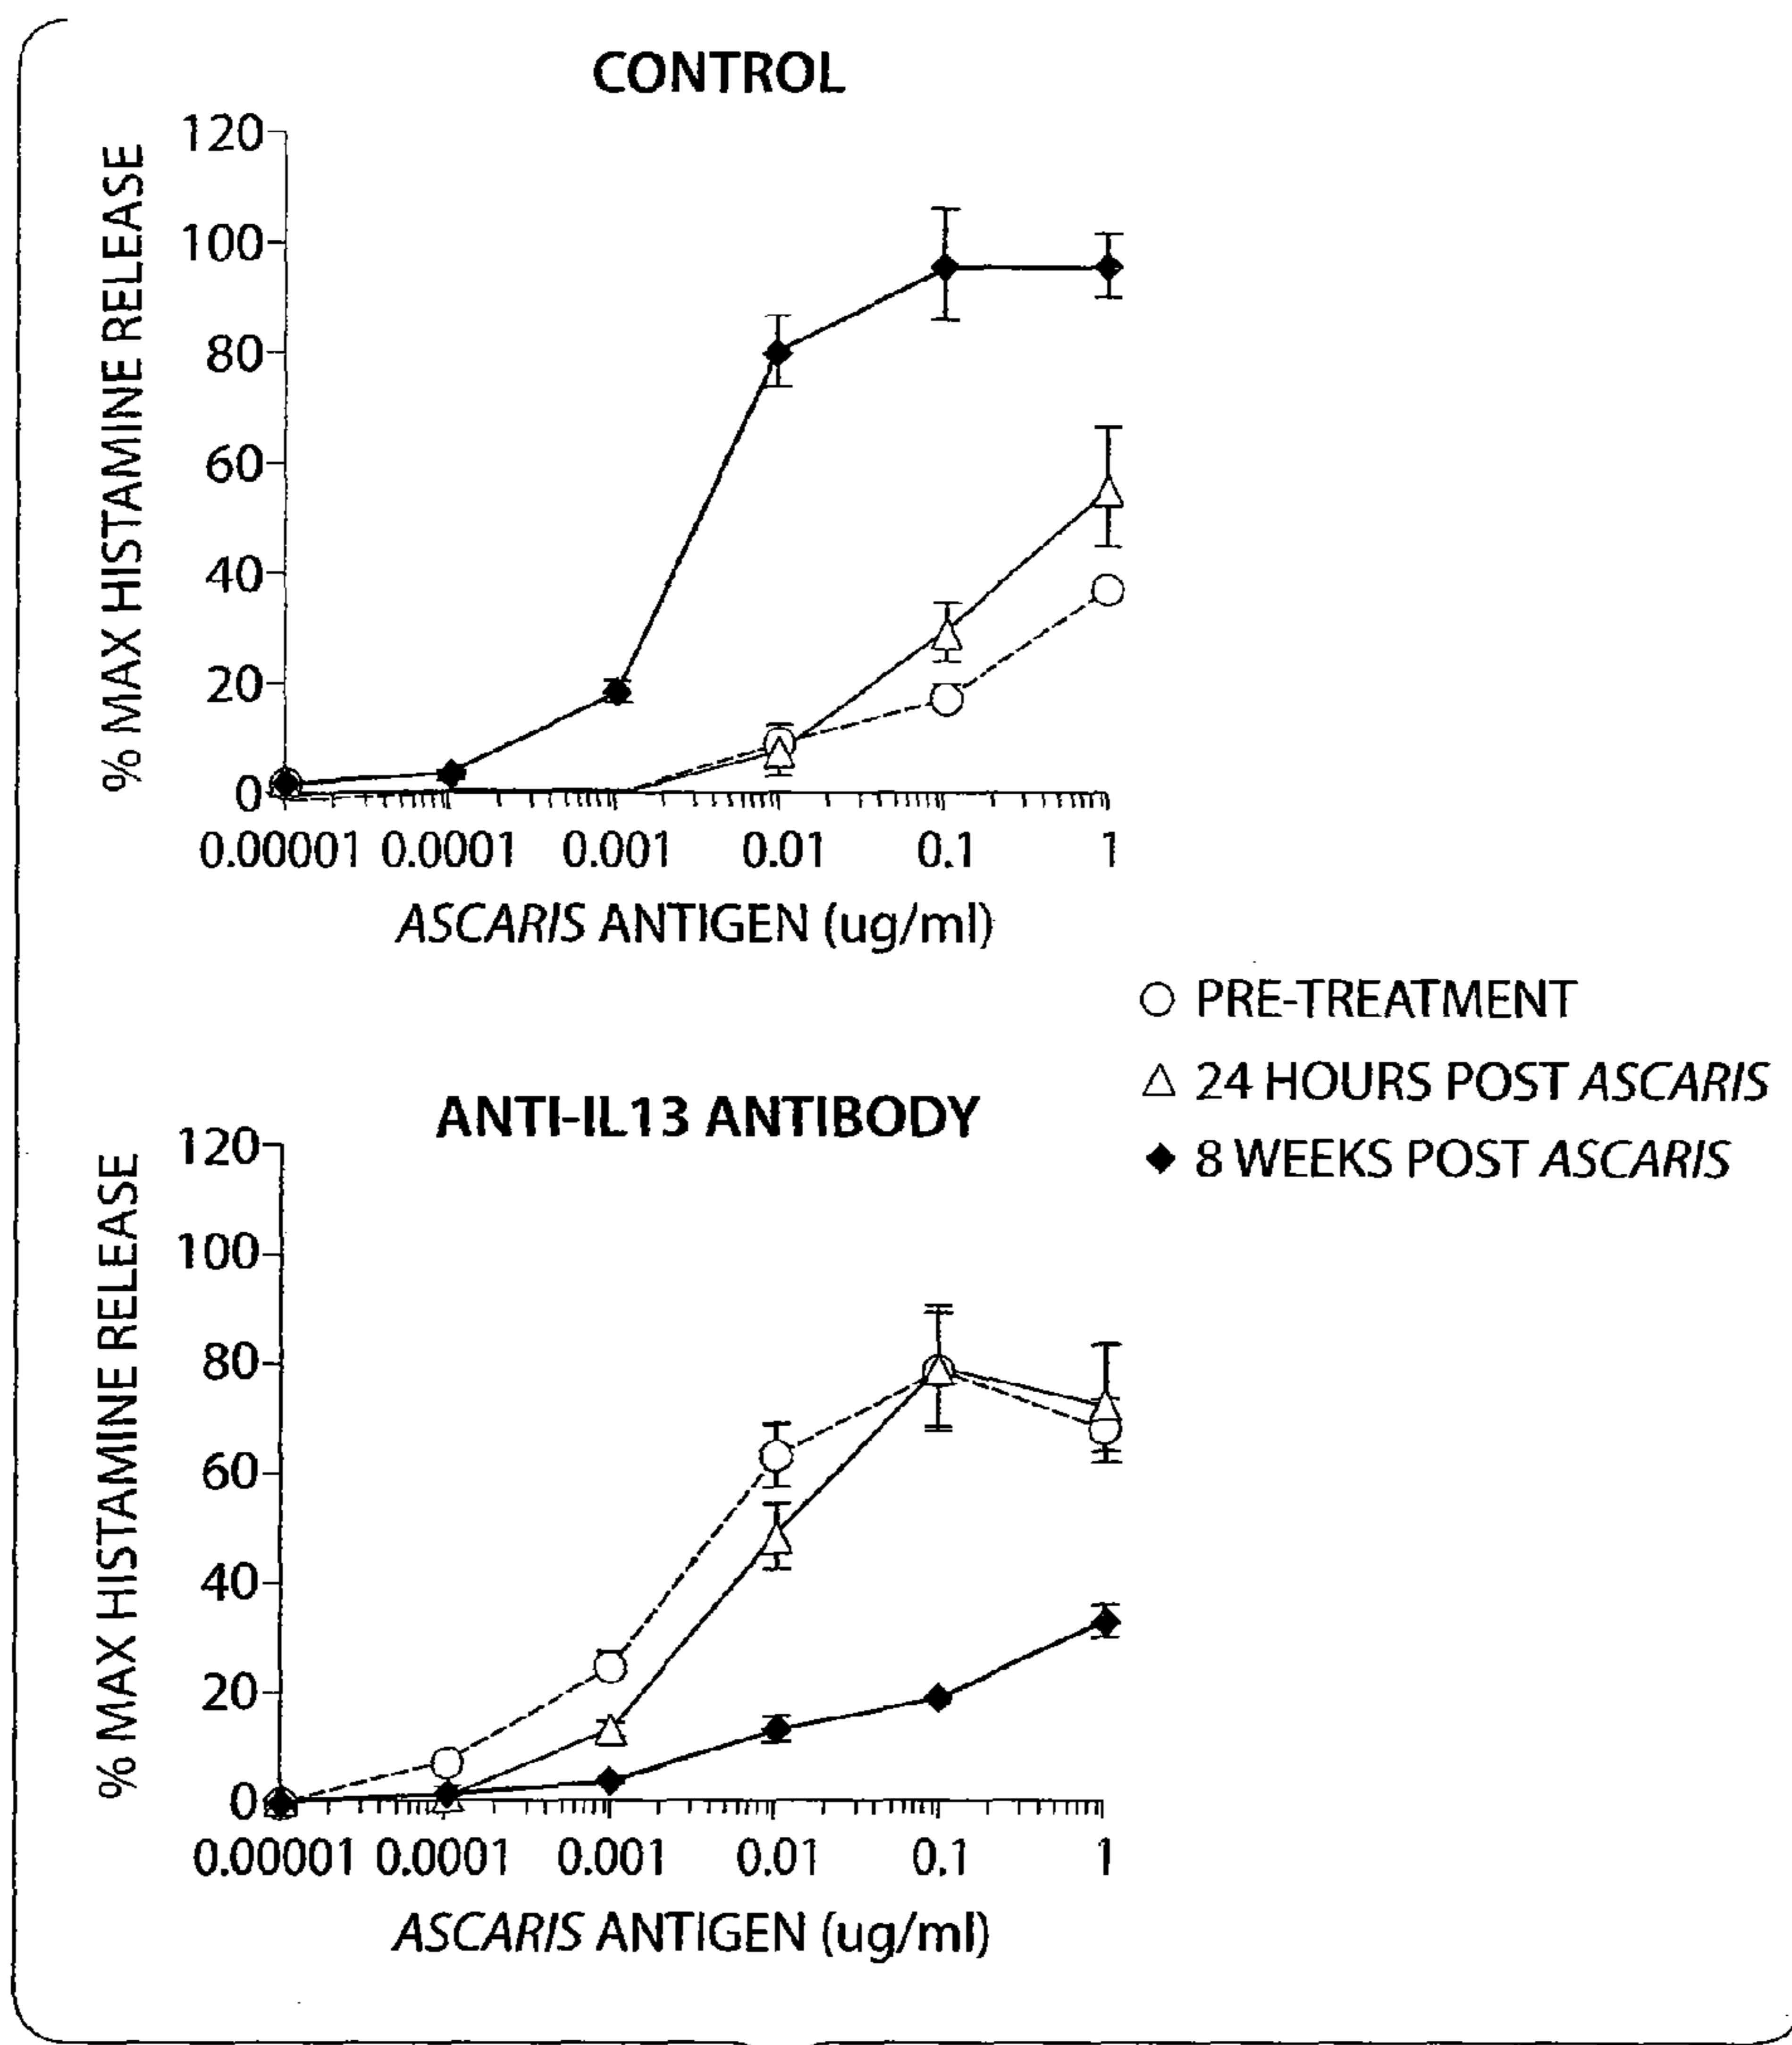 CONTROL
% MAX HISTAMINE RELEASE
120
100
80
60
40
20
0
0.00001 0.0001 0.001 0.01 0.1 1
ASCARIS ANTIGEN (ug/ml)
PRE-TREATMENT
24 HOURS POST ASCARIS
8 WEEKS POST ASCARIS
ANTI-IL13 ANTIBODY
% MAX HISTAMINE RELEASE
120
100
80
60
40
20
0
0.00001 0.0001 0.001 0.01 0.1 1
ASCARIS ANTIGEN (ug/ml)